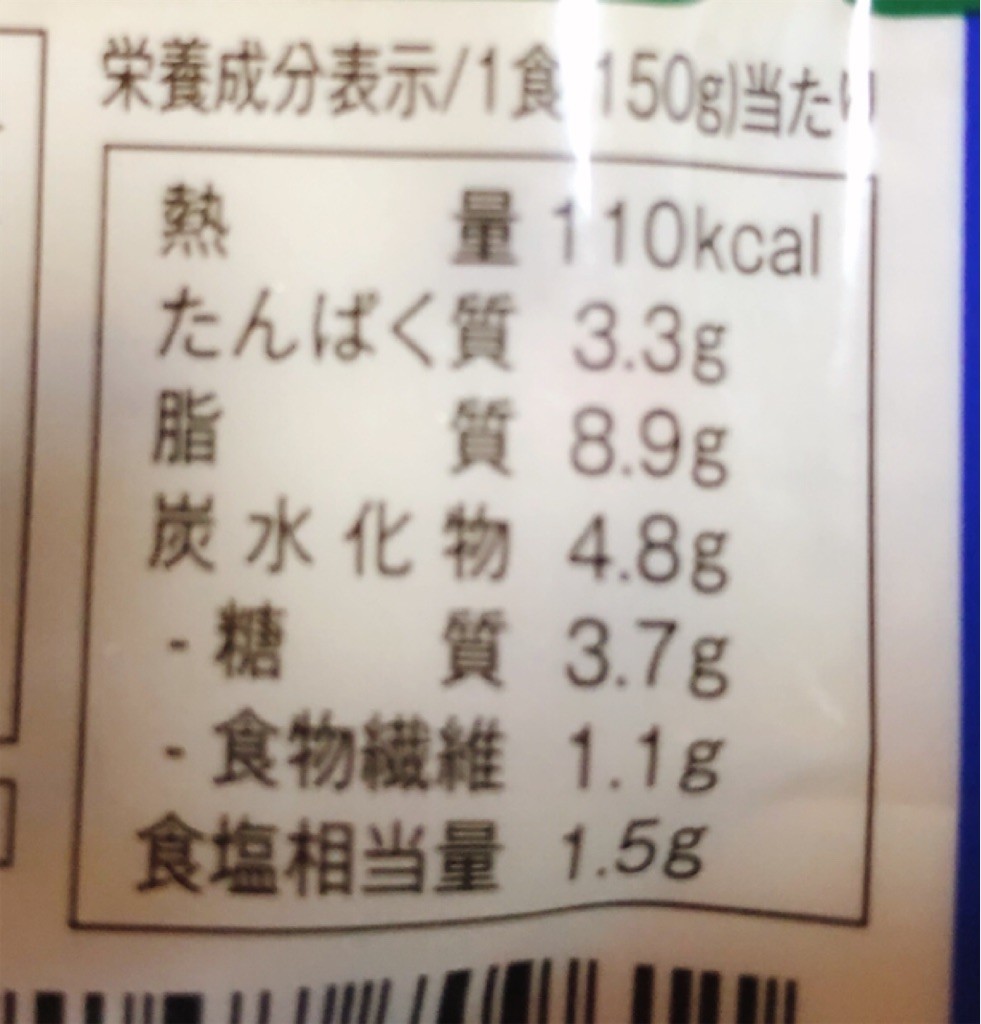 栄養成分表示/1食(150g)当たり
熱量 110kcal
たんぱく質 3.3g
脂質 8.9g
炭水化物 4.8g
- 糖質 3.7g
- 食物繊維 1.1g
食塩相当量 1.5g